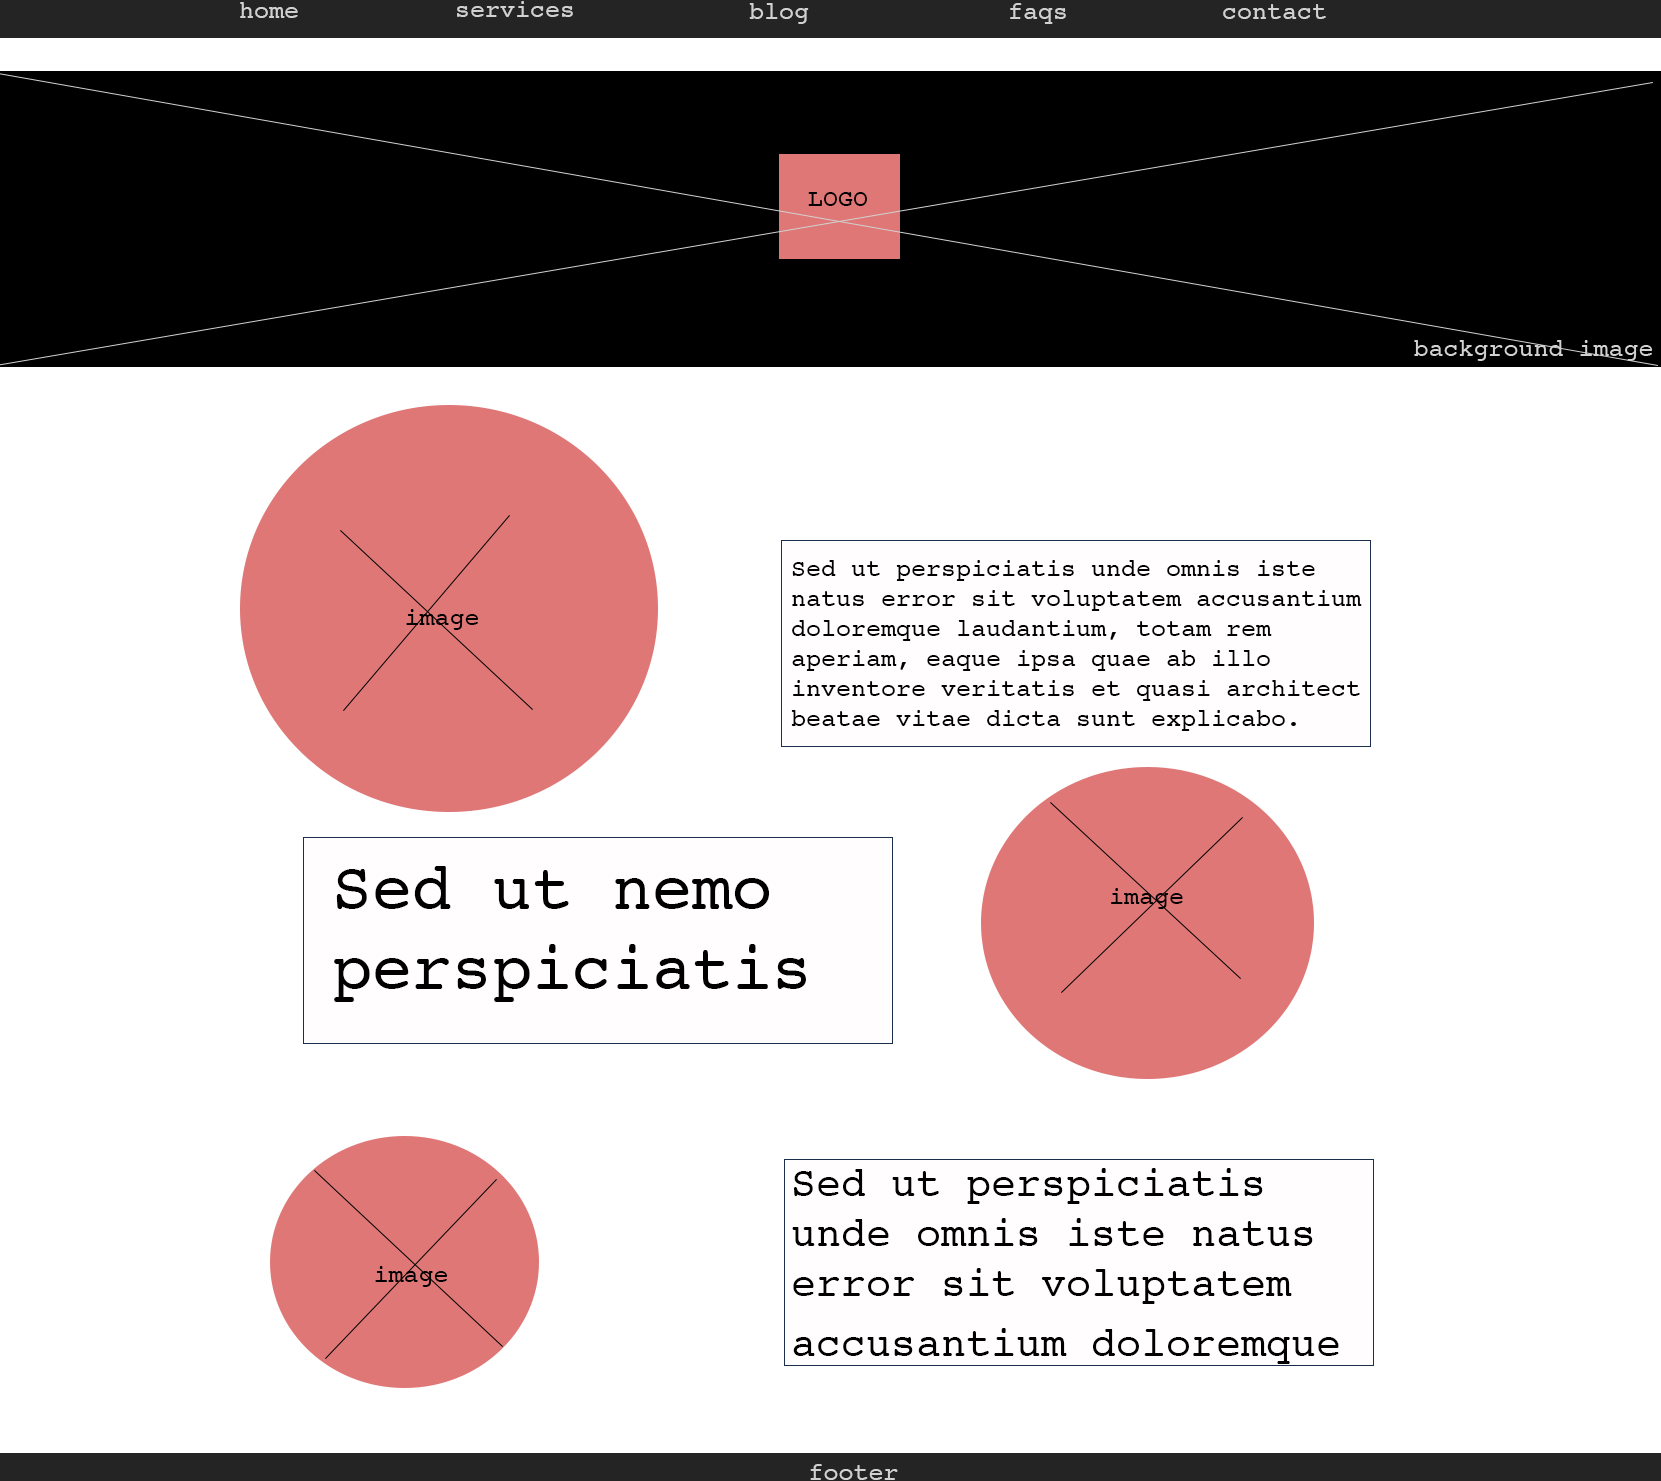 home services blog faqs contact
LOGO
background image
image
Sed ut perspiciatis unde omnis iste
natus error sit voluptatem accusantium
doloremque laudantium, totam rem
aperiam, eaque ipsa quae ab illo
inventore veritatis et quasi architect
beatae vitae dicta sunt explicabo.
Sed ut nemo
perspiciatis
image
image
Sed ut perspiciatis
unde omnis iste natus
error sit voluptatem
accusantium doloremque
footer